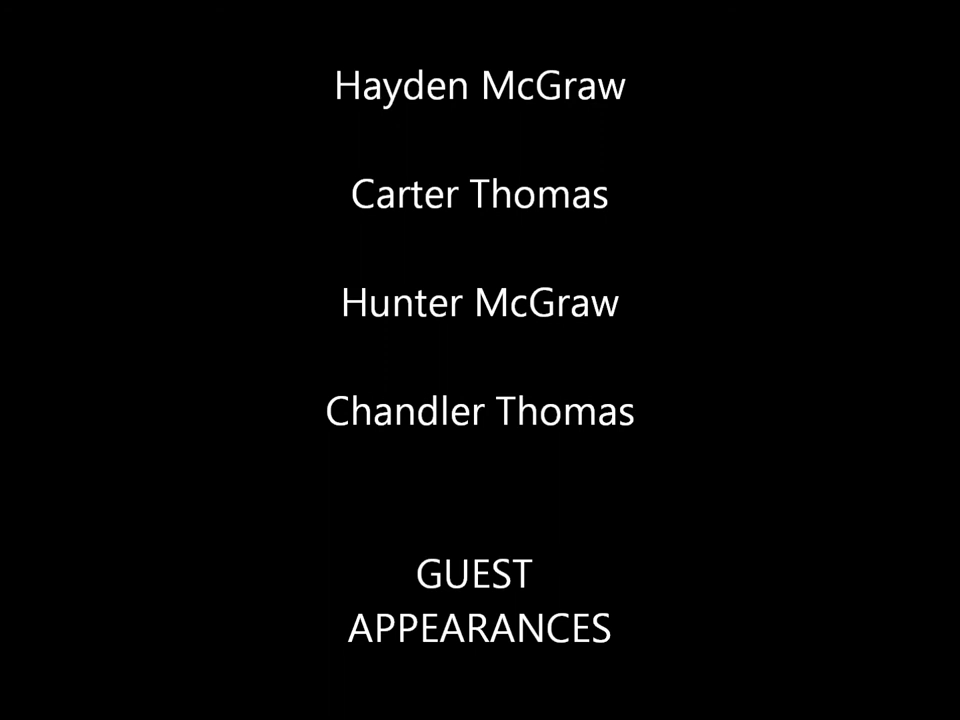 Hayden McGraw
Carter Thomas
Hunter McGraw
Chandler Thomas
GUEST
APPEARANCES